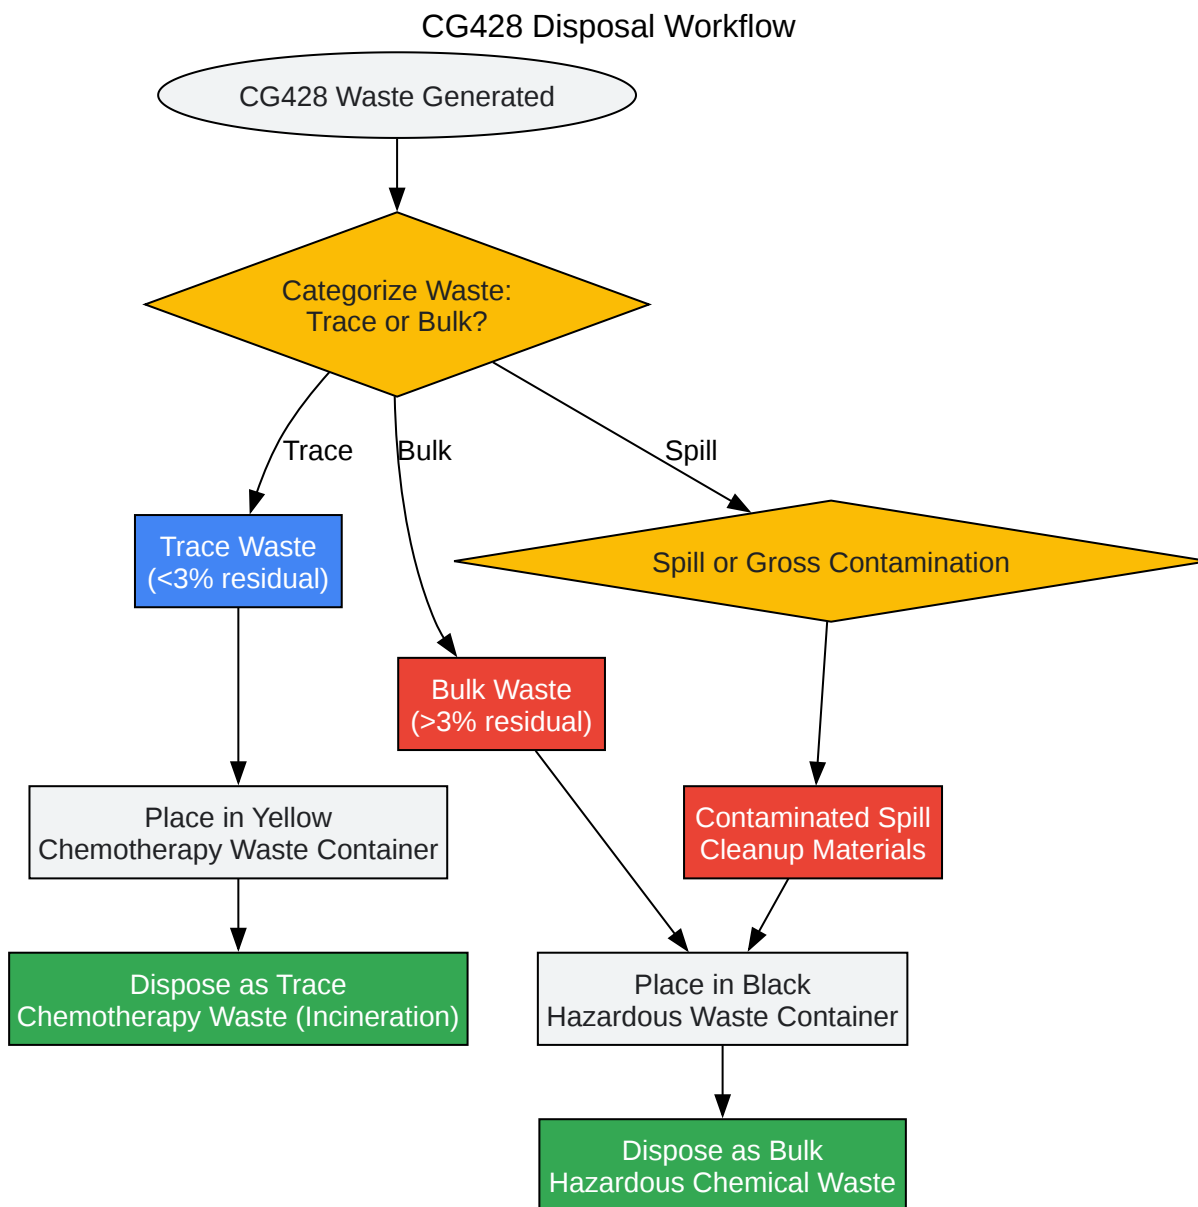 CG428 Disposal Workflow
CG428 Waste Generated
Categorize Waste:
Trace or Bulk?
Trace
Bulk
Spill
Trace Waste
(<3% residual)
Spill or Gross Contamination
Bulk Waste
(>3% residual)
Place in Yellow
Chemotherapy Waste Container
Contaminated Spill
Cleanup Materials
Dispose as Trace
Chemotherapy Waste (Incineration)
Place in Black
Hazardous Waste Container
Dispose as Bulk
Hazardous Chemical Waste